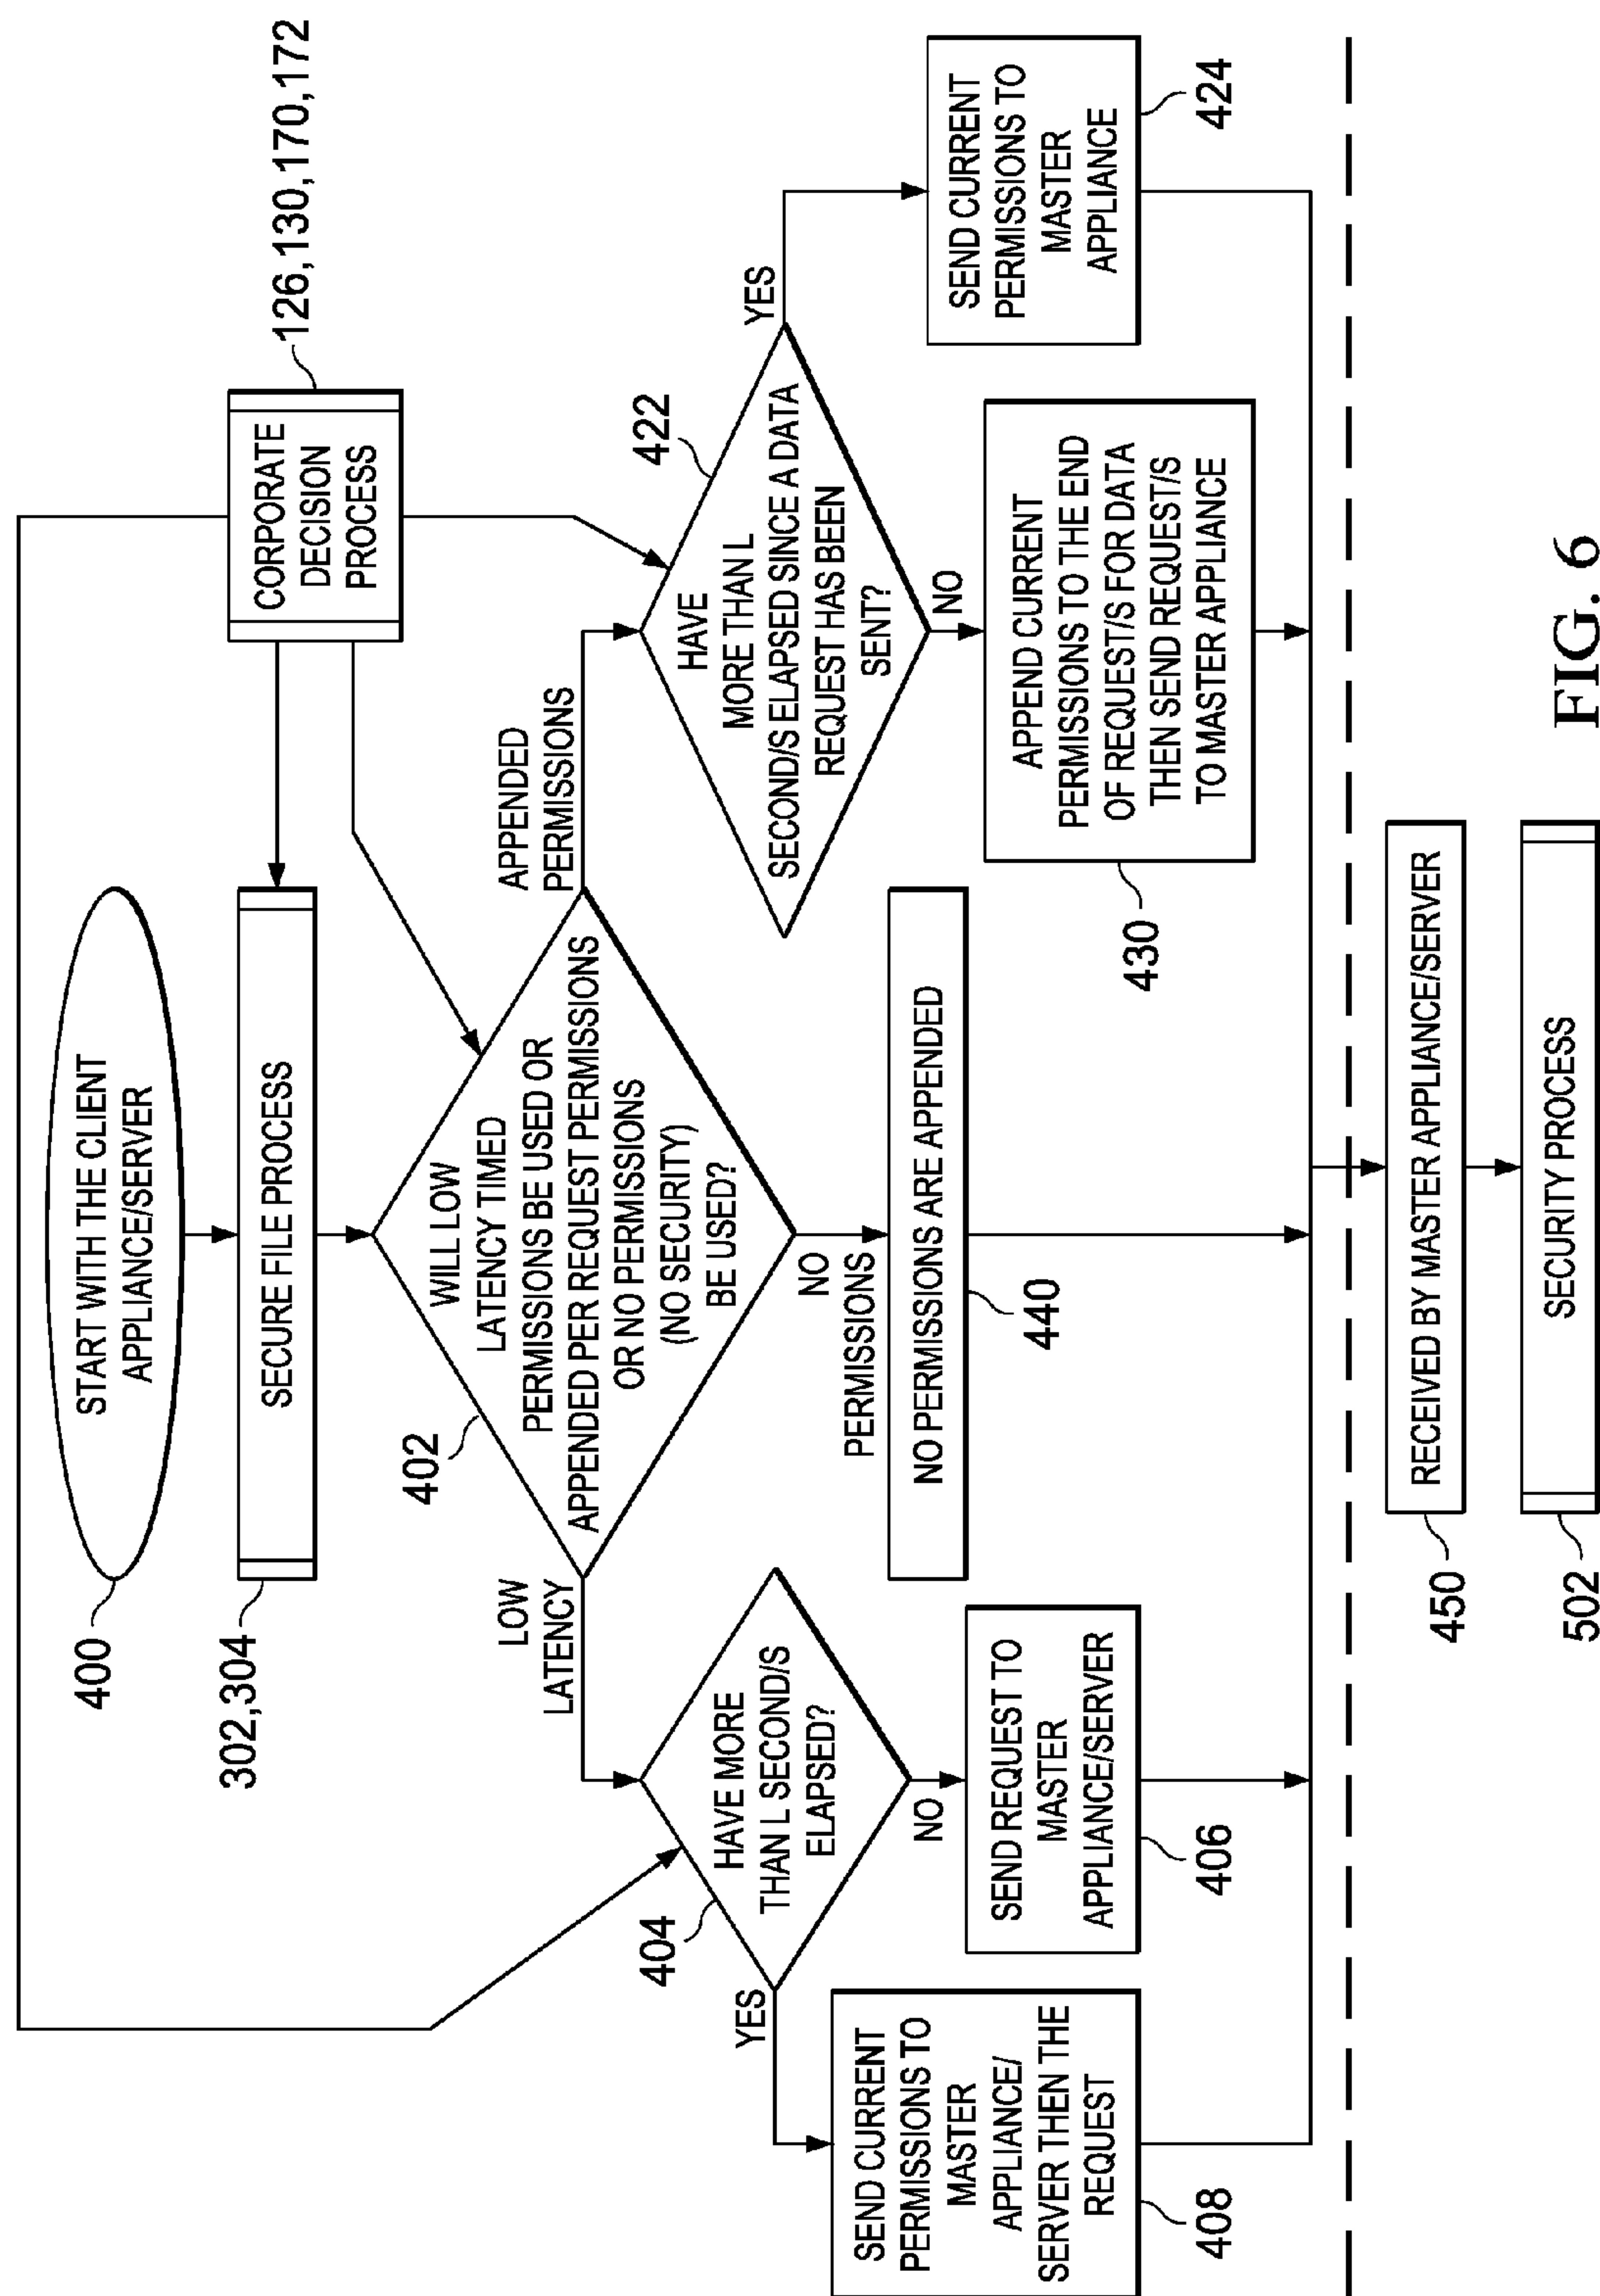 400
START WITH THE CLIENT
APPLIANCE/SERVER
126,130,170,172
CORPORATE
DECISION
PROCESS
302,304
SECURE FILE PROCESS
402
WILL LOW
LATENCY TIMED
PERMISSIONS BE USED OR
APPENDED PER REQUEST PERMISSIONS
OR NO PERMISSIONS
(NO SECURITY)
BE USED?
LOW
LATENCY
APPENDED
PERMISSIONS
NO
PERMISSIONS
404
HAVE MORE
THAN L SECOND/S
ELAPSED?
YES
NO
422
HAVE
MORE THAN L
SECOND/S ELAPSED SINCE A DATA
REQUEST HAS BEEN
SENT?
YES
NO
SEND CURRENT
PERMISSIONS TO
MASTER
APPLIANCE/
SERVER THEN THE
REQUEST
408
SEND REQUEST TO
MASTER
APPLIANCE/SERVER
406
NO PERMISSIONS ARE APPENDED
440
APPEND CURRENT
PERMISSIONS TO THE END
OF REQUEST/S FOR DATA
THEN SEND REQUEST/S
TO MASTER APPLIANCE
430
SEND CURRENT
PERMISSIONS TO
MASTER
APPLIANCE
424
450
RECEIVED BY MASTER APPLIANCE/SERVER
502
SECURITY PROCESS
FIG. 6